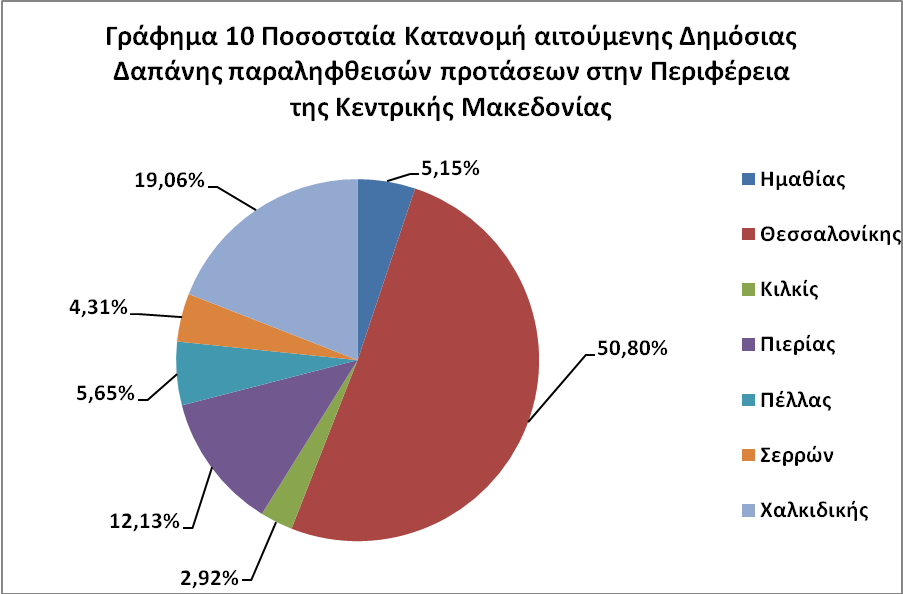 Γράφημα 10 Ποσοσταία Κατανομή αιτούμενης Δημόσιας
Δαπάνης παραληφθεισών προτάσεων στην Περιφέρεια
της Κεντρικής Μακεδονίας
5,15%
19,06%
4,31%
5,65%
12,13%
2,92%
50,80%
Ημαθίας
Θεσσαλονίκης
Κιλκίς
Πιερίας
Πέλλας
Σερρών
Χαλκιδικής